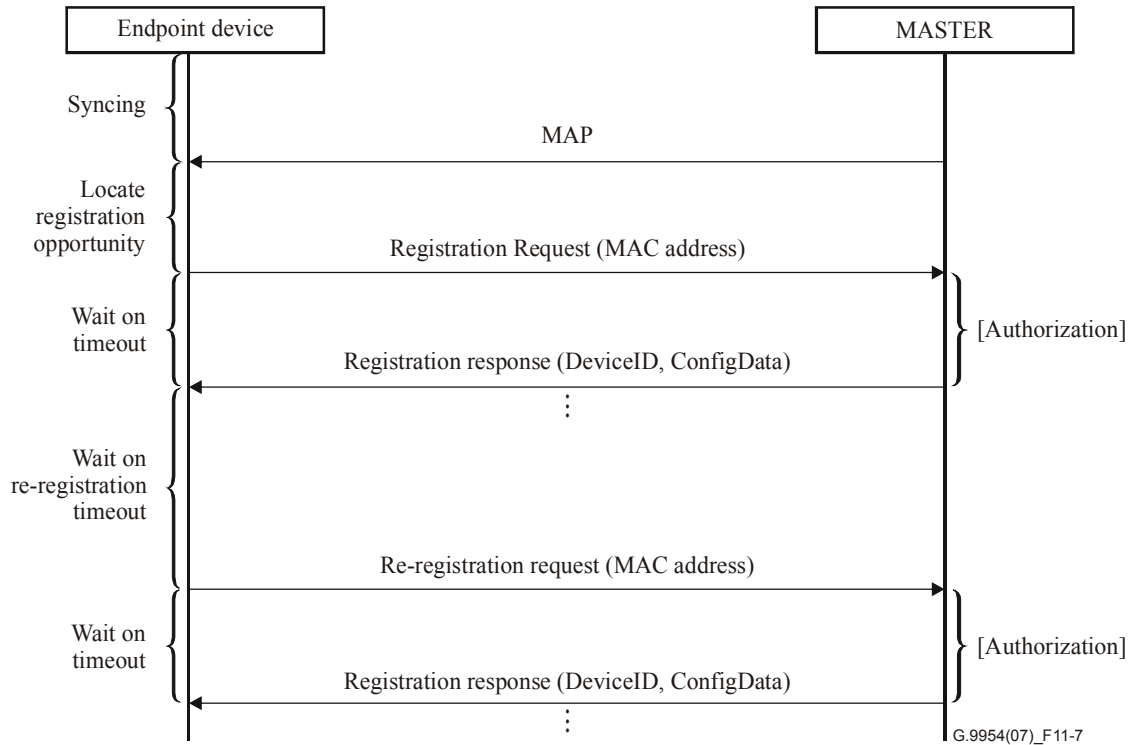 Endpoint device
MASTER
Syncing
MAP
Locate
registration
opportunity
Registration Request (MAC address)
Wait on
timeout
[Authorization]
Registration response (DeviceID, ConfigData)
Wait on
re-registration
timeout
Re-registration request (MAC address)
Wait on
timeout
[Authorization]
Registration response (DeviceID, ConfigData)
G.9954(07)_F11-7